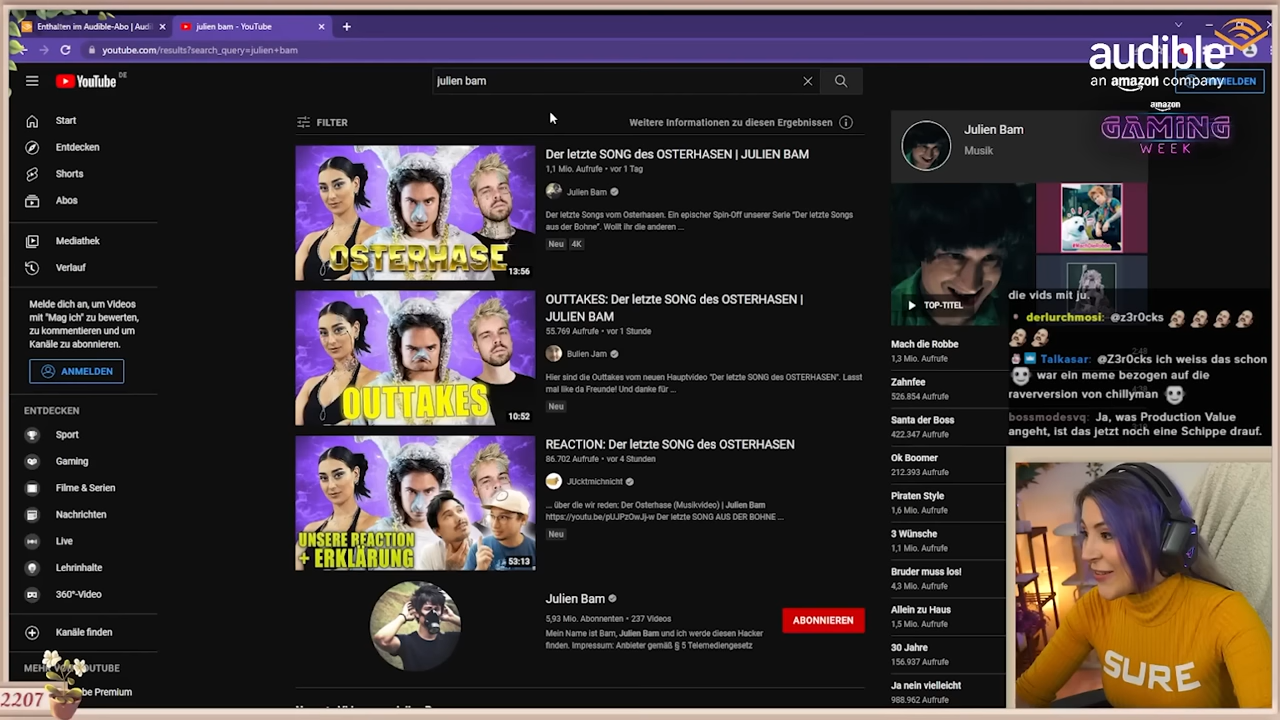 Enthalten im Audible-Abo | Audi
julien bam - YouTube
youtube.com/results?search_query=julien+bam
audible
an amazon company
ANMELDEN
amazon
GAMING
WEEK
YouTube DE
julien bam
Start
Entdecken
Shorts
Abos
Mediathek
Verlauf
Melde dich an, um Videos
mit "Mag ich" zu bewerten,
zu kommentieren und um
Kanäle zu abonnieren.
ANMELDEN
ENTDECKEN
Sport
Gaming
Filme & Serien
Nachrichten
Live
Lehrinhalte
360°-Video
Kanäle finden
YOUTUBE
be Premium
2207
FILTER
Weitere Informationen zu diesen Ergebnissen
OSTERHASE
13:56
Der letzte SONG des OSTERHASEN | JULIEN BAM
1,1 Mio. Aufrufe • vor 1 Tag
Julien Bam
Der letzte Songs vom Osterhasen. Ein epischer Spin-Off unserer Serie "Der letzte Songs
aus der Bohne". Wollt ihr die anderen ...
Neu 4K
OUTTAKES
10:52
OUTTAKES: Der letzte SONG des OSTERHASEN |
JULIEN BAM
55.769 Aufrufe • vor 1 Stunde
Bulien Jam
Hier sind die Outtakes vom neuen Hauptvideo "Der letzte SONG des OSTERHASEN". Lasst
mal like da Freunde! Und danke für ...
Neu
UNSERE REACTION
+ ERKLÄRUNG
53:13
REACTION: Der letzte SONG des OSTERHASEN
86.702 Aufrufe • vor 4 Stunden
JUcktmichnicht
... über die wir reden: Der Osterhase (Musikvideo) | Julien Bam
Der letzte SONG AUS DER BOHNE ...
Neu
Julien Bam
5,93 Mio. Abonnenten • 237 Videos
Mein Name ist Bam, Julien Bam und ich werde diesen Hacker
finden. Impressum: Anbieter gemäß § 5 Telemediengesetz
ABONNIEREN
Julien Bam
Musik
TOP-TITEL
Mach die Robbe
1,3 Mio. Aufrufe
Zahnfee
526.854 Aufrufe
Santa der Boss
422.347 Aufrufe
Ok Boomer
212.393 Aufrufe
Piraten Style
1,6 Mio. Aufrufe
3 Wünsche
1,1 Mio. Aufrufe
Bruder muss los!
4,3 Mio. Aufrufe
Allein zu Haus
1,5 Mio. Aufrufe
30 Jahre
156.937 Aufrufe
Ja nein vielleicht
988.962 Aufrufe
die vids mit ju.
derlurchmosi: @z3r0cks
Talkasar: @Z3r0cks ich weiss das schon
war ein meme bezogen auf die
raverversion von chillyman
bossmodesvq: Ja, was Production Value
angeht, ist das jetzt noch eine Schippe drauf.
SURE